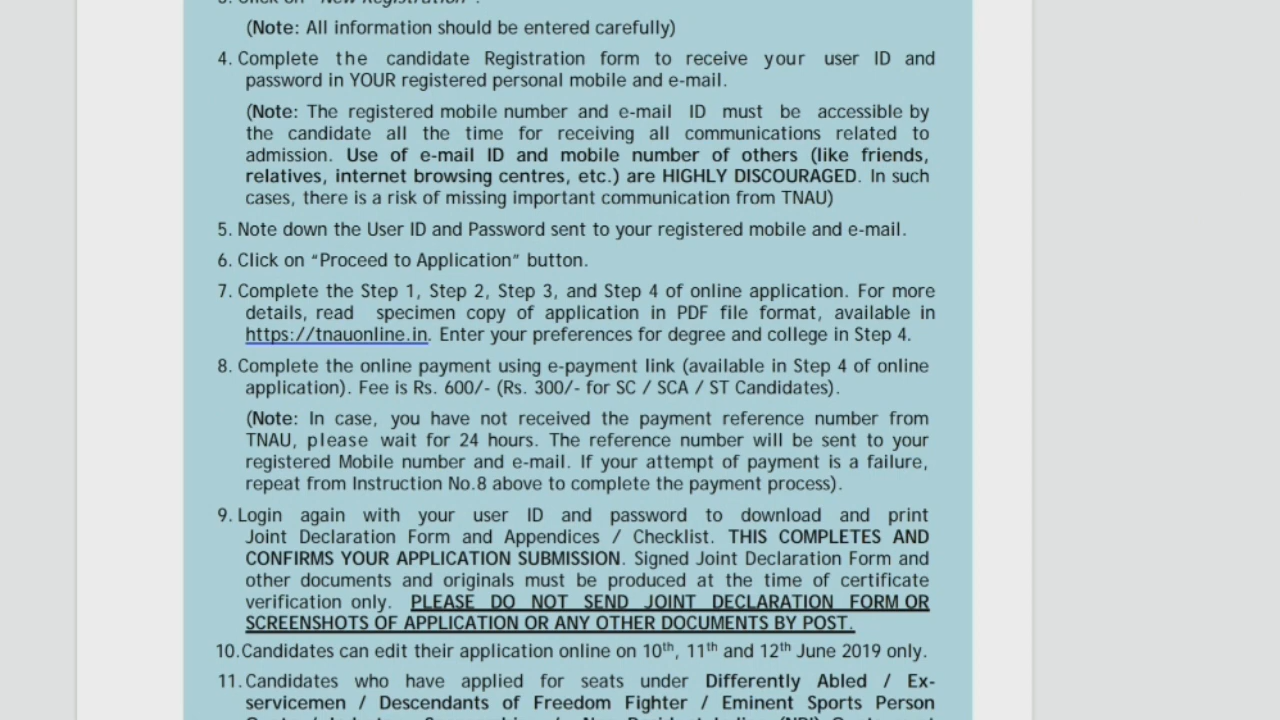 3. Click on "New Registration".
(Note: All information should be entered carefully)
4. Complete the candidate Registration form to receive your user ID and
password in YOUR registered personal mobile and e-mail.
(Note: The registered mobile number and e-mail ID must be accessible by
the candidate all the time for receiving all communications related to
admission. Use of e-mail ID and mobile number of others (like friends,
relatives, internet browsing centres, etc.) are HIGHLY DISCOURAGED. In such
cases, there is a risk of missing important communication from TNAU)
5. Note down the User ID and Password sent to your registered mobile and e-mail.
6. Click on "Proceed to Application" button.
7. Complete the Step 1, Step 2, Step 3, and Step 4 of online application. For more
details, read specimen copy of application in PDF file format, available in
https://tnauonline.in. Enter your preferences for degree and college in Step 4.
8. Complete the online payment using e-payment link (available in Step 4 of online
application). Fee is Rs. 600/- (Rs. 300/- for SC / SCA / ST Candidates).
(Note: In case, you have not received the payment reference number from
TNAU, please wait for 24 hours. The reference number will be sent to your
registered Mobile number and e-mail. If your attempt of payment is a failure,
repeat from Instruction No.8 above to complete the payment process).
9. Login again with your user ID and password to download and print
Joint Declaration Form and Appendices / Checklist. THIS COMPLETES AND
CONFIRMS YOUR APPLICATION SUBMISSION. Signed Joint Declaration Form and
other documents and originals must be produced at the time of certificate
verification only. PLEASE DO NOT SEND JOINT DECLARATION FORM OR
SCREENSHOTS OF APPLICATION OR ANY OTHER DOCUMENTS BY POST.
10. Candidates can edit their application online on 10th, 11th and 12th June 2019 only.
11. Candidates who have applied for seats under Differently Abled / Ex-
servicemen / Descendants of Freedom Fighter / Eminent Sports Person